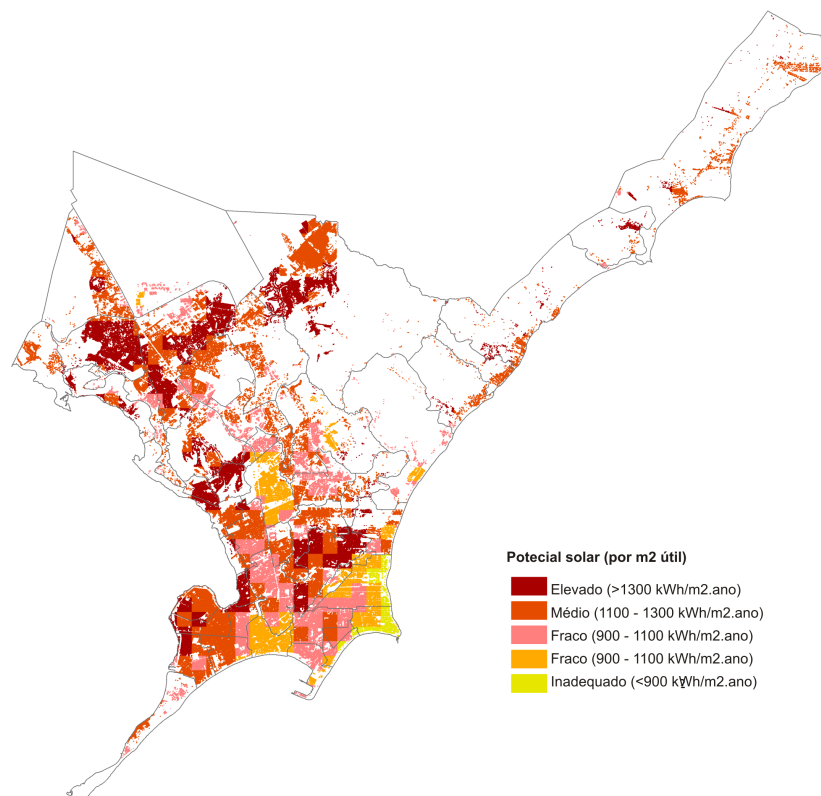 Potecial solar (por m2 útil)
Elevado (>1300 kWh/m2.ano)
Médio (1100 - 1300 kWh/m2.ano)
Fraco (900 - 1100 kWh/m2.ano)
Fraco (900 - 1100 kWh/m2.ano)
Inadequado (<900 kWh/m2.ano)